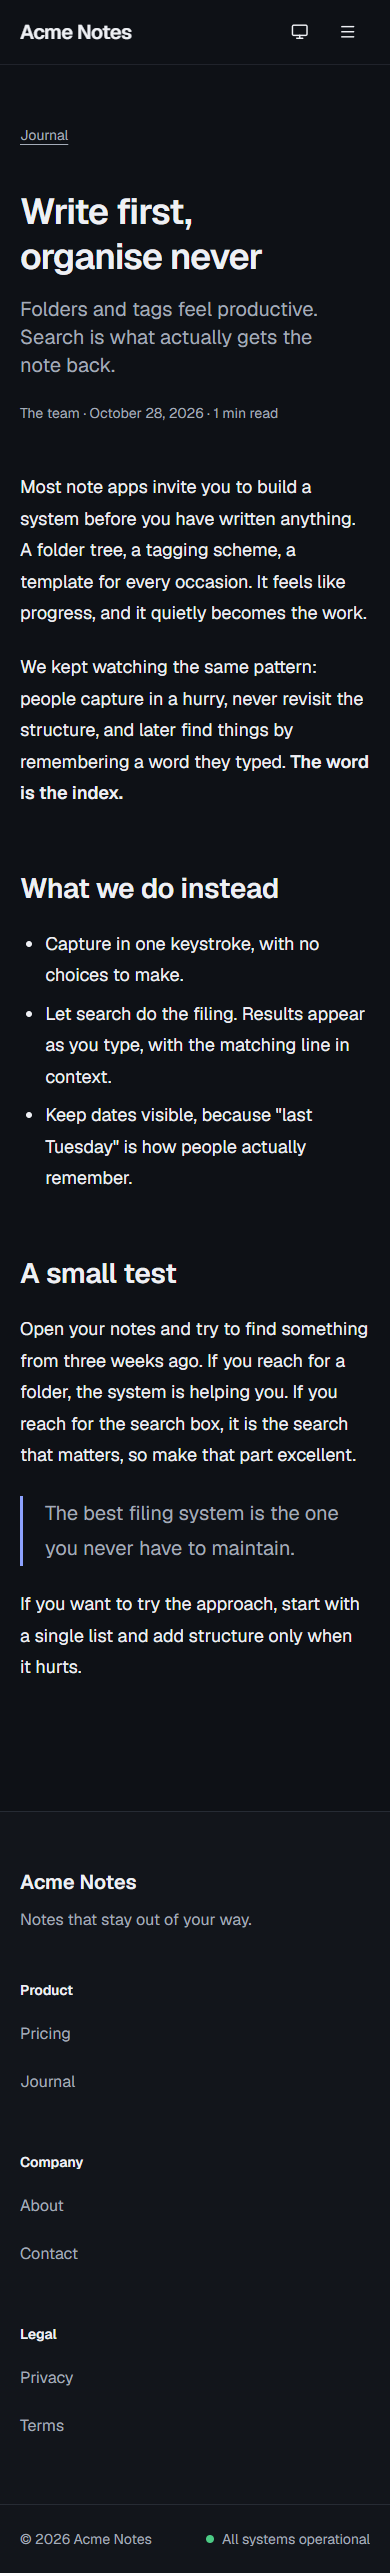 Acme Notes
Journal
Write first,
organise never
Folders and tags feel productive.
Search is what actually gets the
note back.
The team · October 28, 2026 · 1 min read
Most note apps invite you to build a
system before you have written anything.
A folder tree, a tagging scheme, a
template for every occasion. It feels like
progress, and it quietly becomes the work.
We kept watching the same pattern:
people capture in a hurry, never revisit the
structure, and later find things by
remembering a word they typed. The word
is the index.
What we do instead
• Capture in one keystroke, with no
choices to make.
• Let search do the filing. Results appear
as you type, with the matching line in
context.
• Keep dates visible, because "last
Tuesday" is how people actually
remember.
A small test
Open your notes and try to find something
from three weeks ago. If you reach for a
folder, the system is helping you. If you
reach for the search box, it is the search
that matters, so make that part excellent.
The best filing system is the one
you never have to maintain.
If you want to try the approach, start with
a single list and add structure only when
it hurts.
Acme Notes
Notes that stay out of your way.
Product
Pricing
Journal
Company
About
Contact
Legal
Privacy
Terms
© 2026 Acme Notes
All systems operational